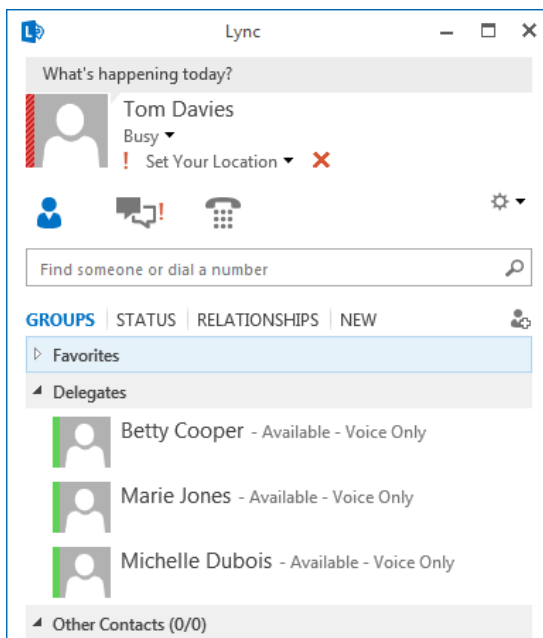 Lync
What's happening today?
Tom Davies
Busy
! Set Your Location
!
Find someone or dial a number
GROUPS STATUS RELATIONSHIPS NEW
Favorites
Delegates
Betty Cooper - Available - Voice Only
Marie Jones - Available - Voice Only
Michelle Dubois - Available - Voice Only
Other Contacts (0/0)